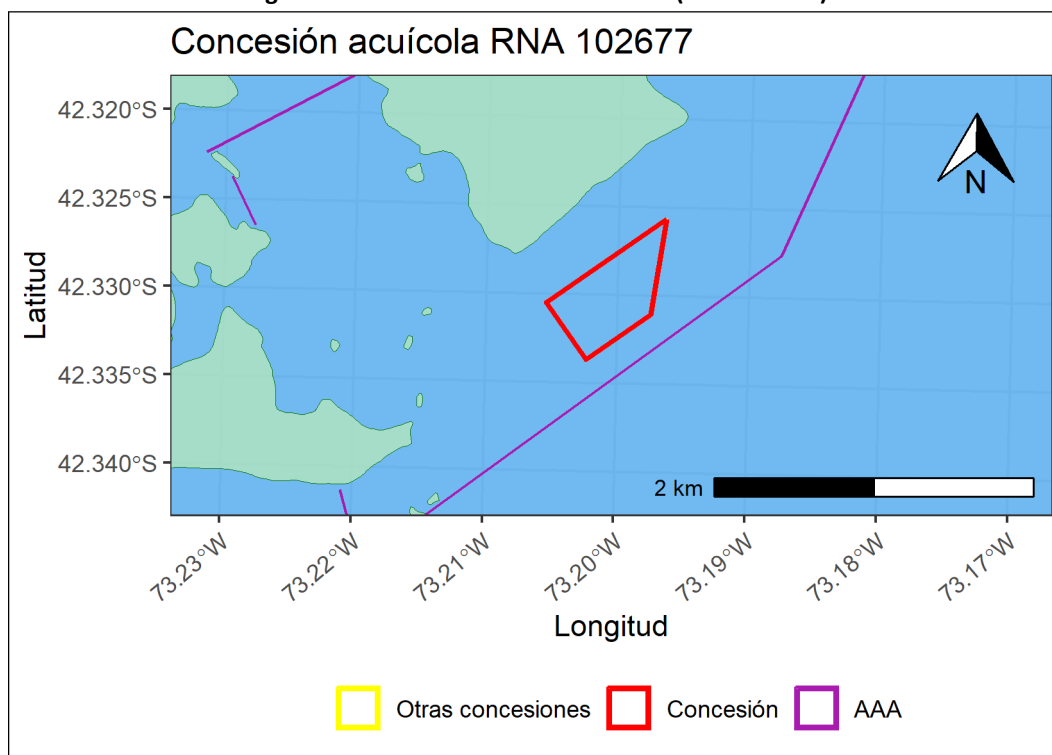 Concesión acuícola RNA 102677
42.320°S
42.325°S
42.330°S
42.335°S
42.340°S
Latitud
N
2 km
73.23°W
73.22°W
73.21°W
73.20°W
73.19°W
73.18°W
73.17°W
Longitud
Otras concesiones
Concesión
AAA